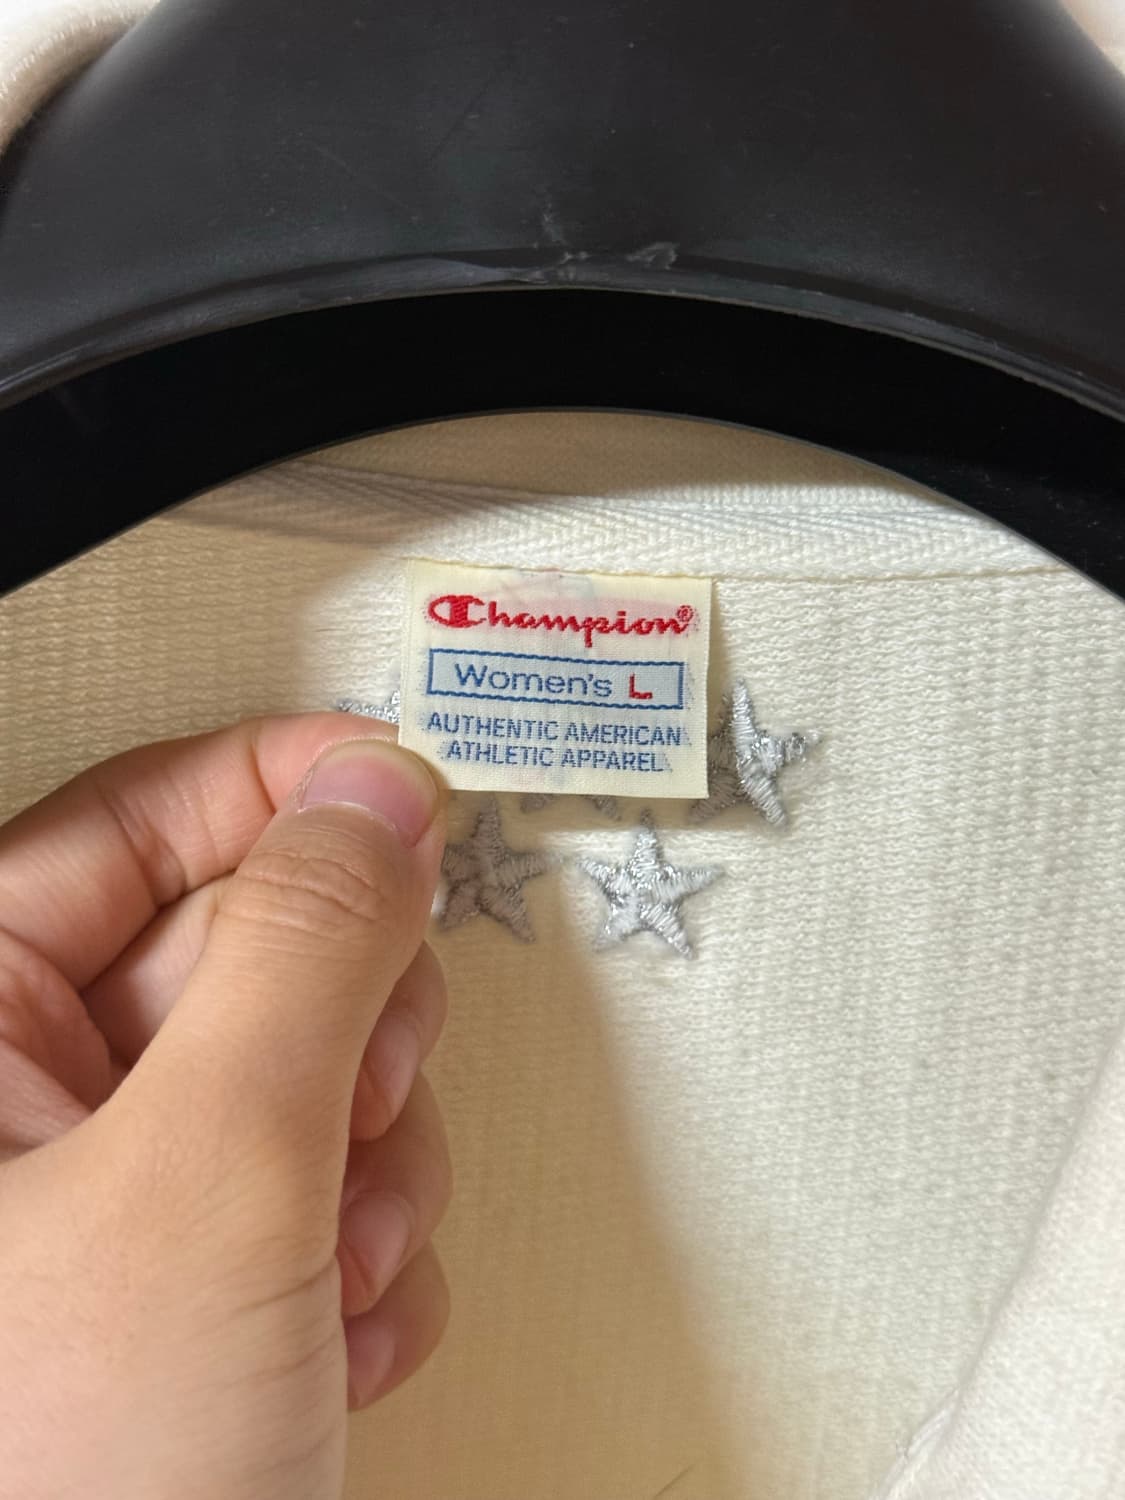 Champion®
Women's L
AUTHENTIC AMERICAN
ATHLETIC APPAREL